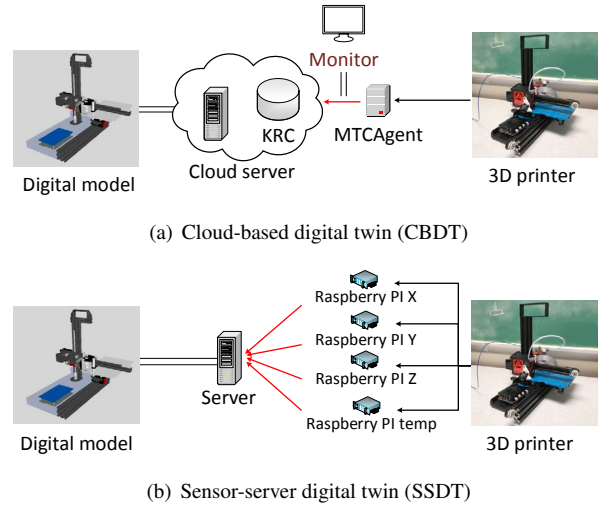 Monitor
KRC
MTCAgent
Cloud server
Digital model
3D printer
(a) Cloud-based digital twin (CBDT)
Raspberry PI X
Raspberry PI Y
Raspberry PI Z
Server
Raspberry PI temp
Digital model
3D printer
(b) Sensor-server digital twin (SSDT)